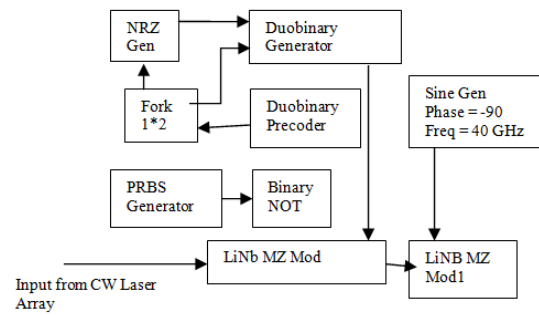 NRZ
Gen
Duobinary
Generator
Sine Gen
Phase = -90
Freq = 40 GHz
Fork
1*2
Duobinary
Precoder
PRBS
Generator
Binary
NOT
LiNb MZ Mod
LiNB MZ
Mod1
Input from CW Laser
Array